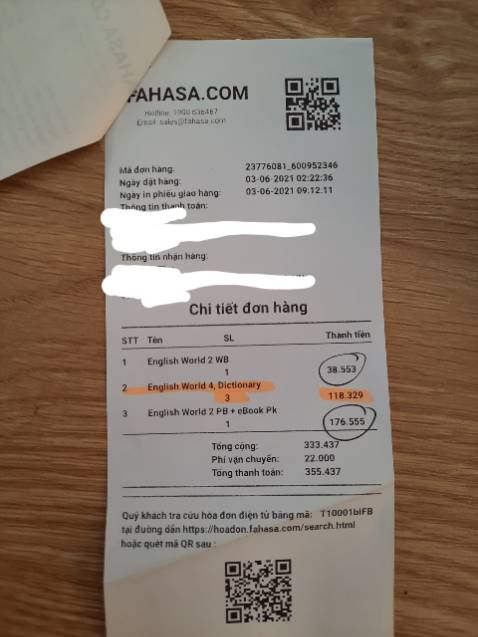 FAHASA.COM
Hotline: 1900 636467
Email: sales@fahasa.com
Mã đơn hàng: 23776081_600952346
Ngày đặt hàng: 03-06-2021 02:22:36
Ngày in phiếu giao hàng: 03-06-2021 09:12:11
Thông tin thanh toán:
Thông tin nhận hàng:
Chi tiết đơn hàng
STT Tên SL Thành tiền
1 English World 2 WB
1 38.553
2 English World 4, Dictionary
3 118.329
3 English World 2 PB + eBook Pk
1 176.555
Tổng cộng: 333.437
Phí vận chuyển: 22.000
Tổng thanh toán: 355.437
Quý khách tra cứu hóa đơn điện tử bằng mã: T10001blFB
tại đường dẫn https://hoadon.fahasa.com/search.html
hoặc quét mã QR sau :